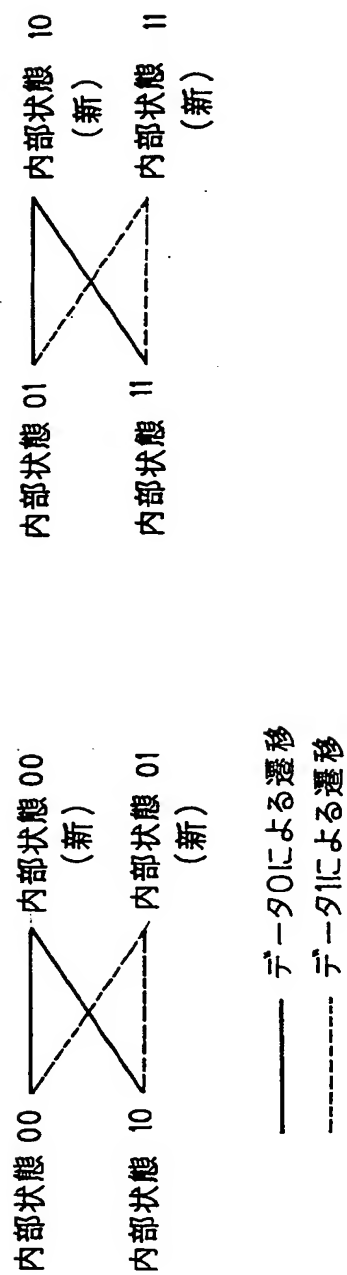 内部状態 00
内部状態 00
(新)
内部状態 10
内部状態 01
(新)
内部状態 01
内部状態 10
(新)
内部状態 11
内部状態 11
(新)
データ0による遷移
データ1による遷移